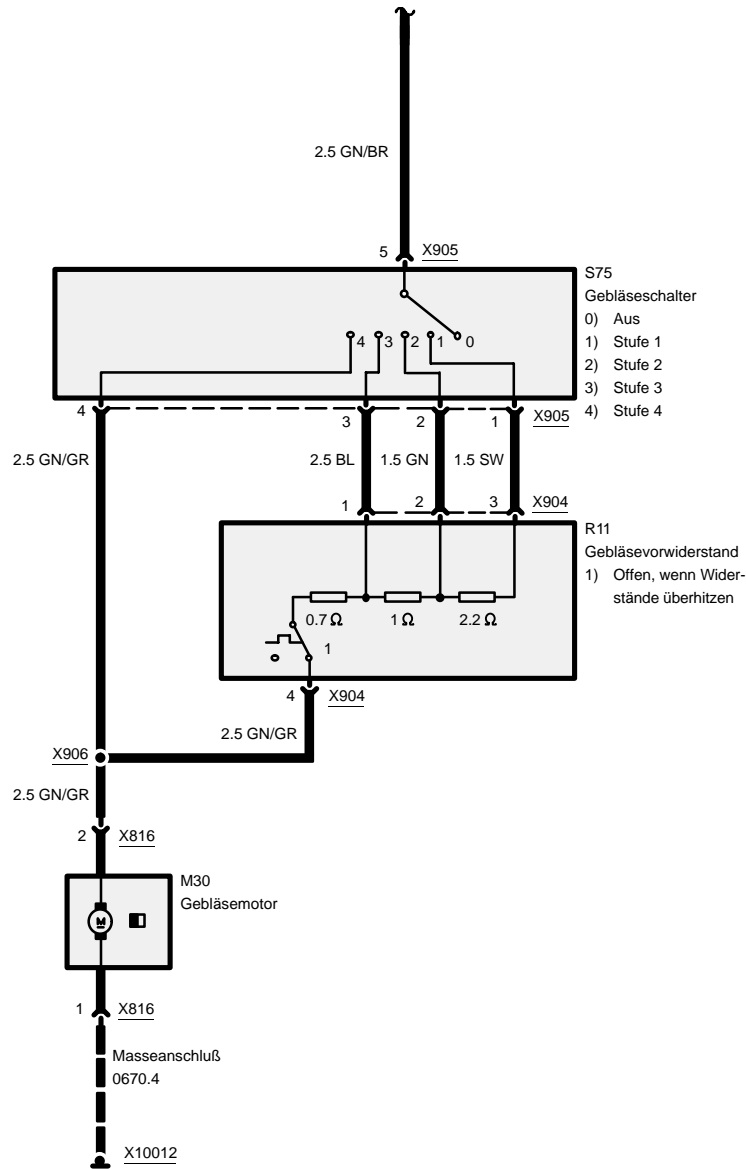 2.5 GN/BR
5 X905
S75
Gebläseschalter
0) Aus
1) Stufe 1
2) Stufe 2
3) Stufe 3
4) Stufe 4
4 3 2 1 0
4 3 2 1 X905
2.5 GN/GR 2.5 BL 1.5 GN 1.5 SW
1 2 3 X904
R11
Gebläsevorwiderstand
1) Offen, wenn Wider-
stände überhitzen
0.7 Ω 1 Ω 2.2 Ω
1
4 X904
2.5 GN/GR
X906
2.5 GN/GR
2 X816
M30
Gebläsemotor
M
1 X816
Masseanschluß
0670.4
X10012